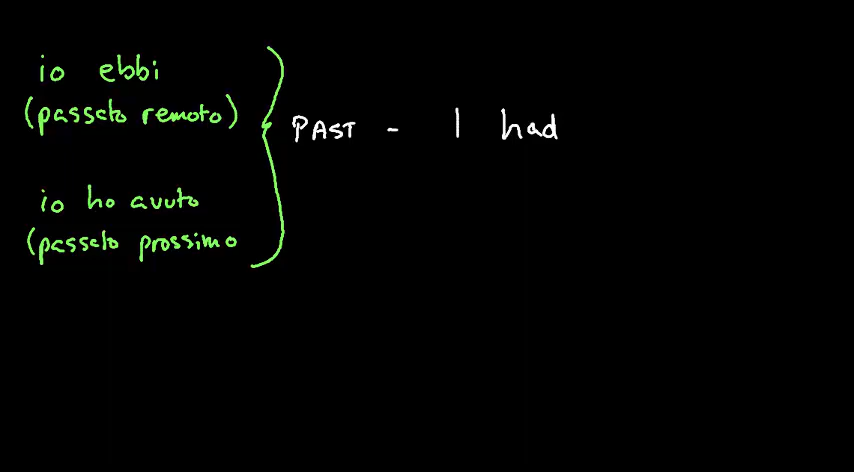 io ebbi
(passato remoto)
PAST - I had
io ho avuto
(passato prossimo